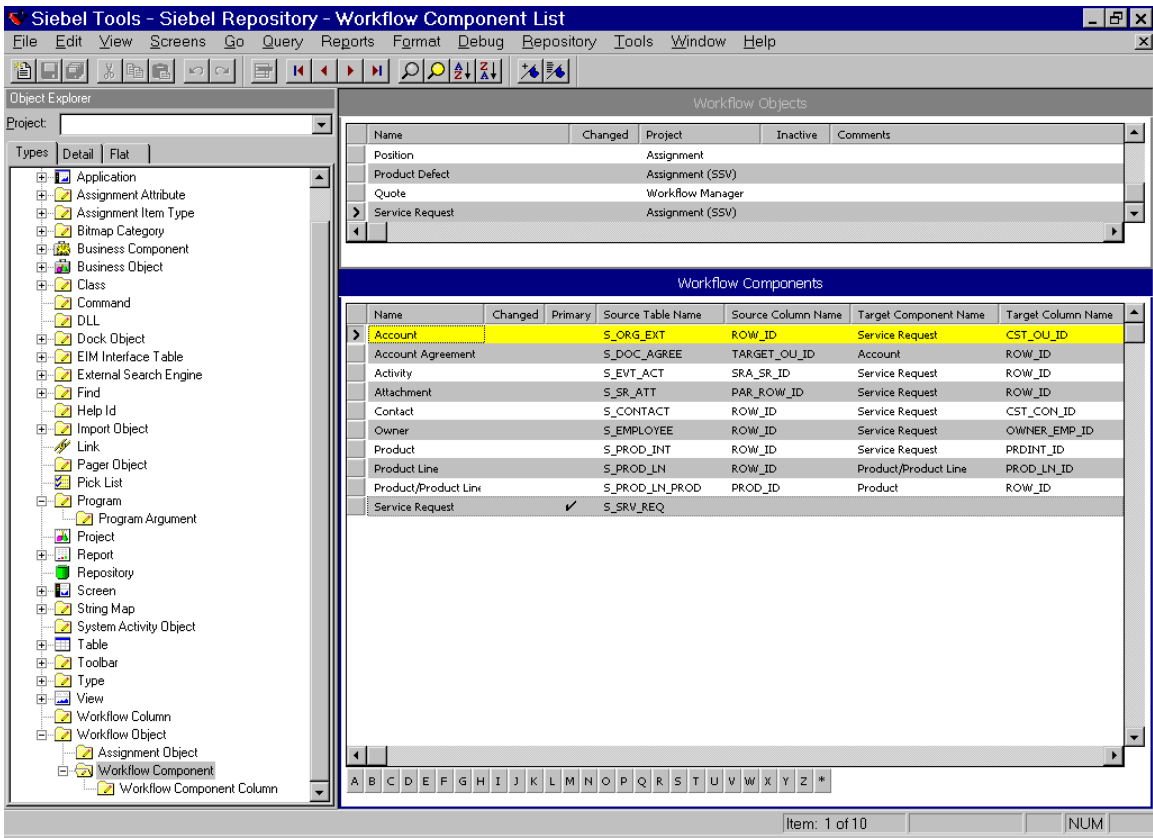 Siebel Tools - Siebel Repository - Workflow Component List
File Edit View Screens Go Query Reports Format Debug Repository Tools Window Help
Object Explorer
Project:
Types Detail Flat
Application
Assignment Attribute
Assignment Item Type
Bitmap Category
Business Component
Business Object
Class
Command
DLL
Dock Object
EIM Interface Table
External Search Engine
Find
Help Id
Import Object
Link
Pager Object
Pick List
Program
Program Argument
Project
Report
Repository
Screen
String Map
System Activity Object
Table
Toolbar
Type
View
Workflow Column
Workflow Object
Assignment Object
Workflow Component
Workflow Component Column
Workflow Objects
Name Changed Project Inactive Comments
Position Assignment
Product Defect Assignment (SSV)
Quote Workflow Manager
Service Request Assignment (SSV)
Workflow Components
Name Changed Primary Source Table Name Source Column Name Target Component Name Target Column Name
Account S_ORG_EXT ROW_ID Service Request CST_OU_ID
Account Agreement S_DOC_AGREE TARGET_OU_ID Account ROW_ID
Activity S_EVT_ACT SRA_SR_ID Service Request ROW_ID
Attachment S_SR_ATT PAR_ROW_ID Service Request ROW_ID
Contact S_CONTACT ROW_ID Service Request CST_CON_ID
Owner S_EMPLOYEE ROW_ID Service Request OWNER_EMP_ID
Product S_PROD_INT ROW_ID Service Request PRDINT_ID
Product Line S_PROD_LN ROW_ID Product/Product Line PROD_LN_ID
Product/Product Line S_PROD_LN_PROD PROD_ID Product ROW_ID
Service Request ✔ S_SRV_REQ
A B C D E F G H I J K L M N O P Q R S T U V W X Y Z *
Item: 1 of 10 NUM